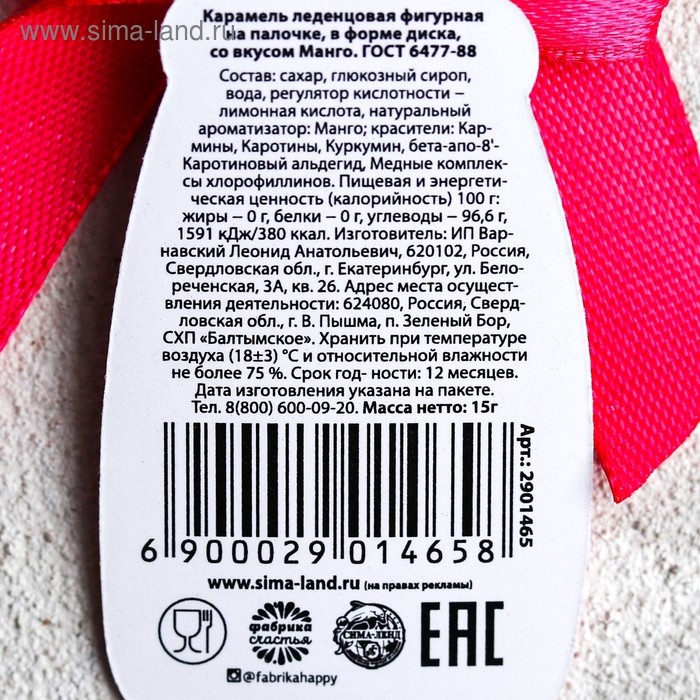 www.sima-land.ru
Карамель леденцовая фигурная
на палочке, в форме диска,
со вкусом Манго. ГОСТ 6477-88
Состав: сахар, глюкозный сироп,
вода, регулятор кислотности –
лимонная кислота, натуральный
ароматизатор: Манго; красители: Кар-
мины, Каротины, Куркумин, бета-апо-8'-
Каротиновый альдегид, Медные комплек-
сы хлорофиллинов. Пищевая и энергети-
ческая ценность (калорийность) 100 г:
жиры – 0 г, белки – 0 г, углеводы – 96,6 г,
1591 кДж/380 ккал. Изготовитель: ИП Вар-
навский Леонид Анатольевич, 620102, Россия,
Свердловская обл., г. Екатеринбург, ул. Бело-
реченская, 3А, кв. 26. Адрес места осущест-
вления деятельности: 624080, Россия, Сверд-
ловская обл., г. В. Пышма, п. Зеленый Бор,
СХП «Балтымское». Хранить при температуре
воздуха (18±3) °С и относительной влажности
не более 75 %. Срок год- ности: 12 месяцев.
Дата изготовления указана на пакете.
Тел. 8(800) 600-09-20. Масса нетто: 15г
Арт.: 2901465
6 900029 014658
www.sima-land.ru (на правах рекламы)
фабрика
счастья
СИМА-ЛЕНД
EAC
@fabrikahappy